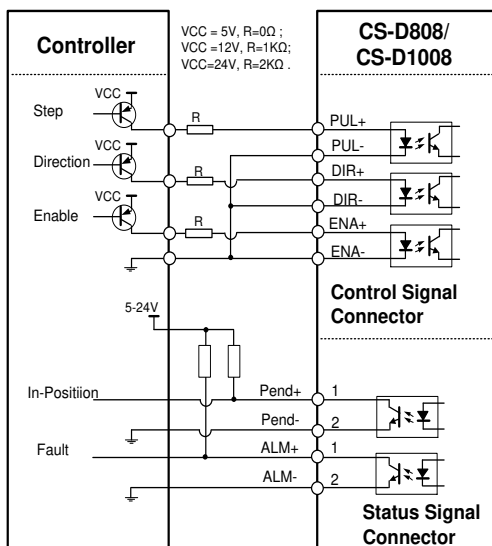 Controller
VCC = 5V, R=0Ω ;
VCC =12V, R=1KΩ;
VCC=24V, R=2KΩ .
CS-D808/
CS-D1008
VCC
Step
R
PUL+
VCC
PUL-
Direction
R
DIR+
VCC
DIR-
Enable
R
ENA+
ENA-
Control Signal
Connector
5-24V
In-Positiion
Pend+
1
Pend-
2
Fault
ALM+
1
ALM-
2
Status Signal
Connector